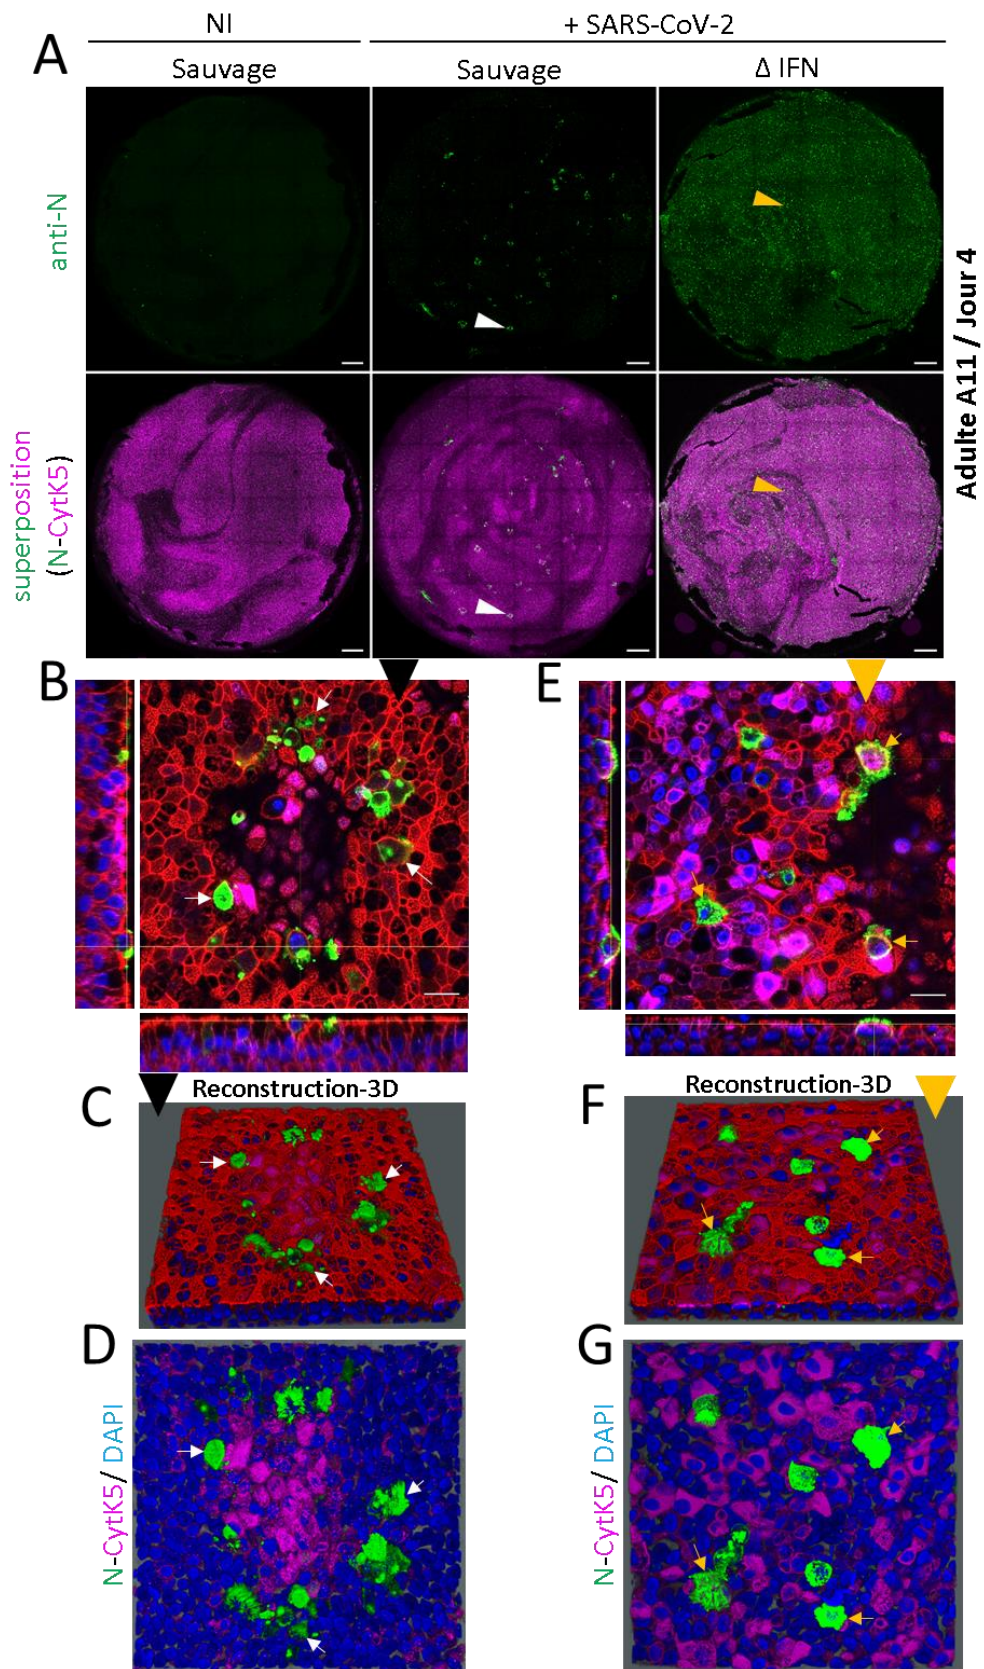 NI
+ SARS-CoV-2
A
Sauvage
Sauvage
Δ IFN
anti-N
superposition
(N-CytK5)
Adulte A11 / Jour 4
B
E
Reconstruction-3D
C
Reconstruction-3D
F
D
N-CytK5/ DAPI
G
N-CytK5/ DAPI